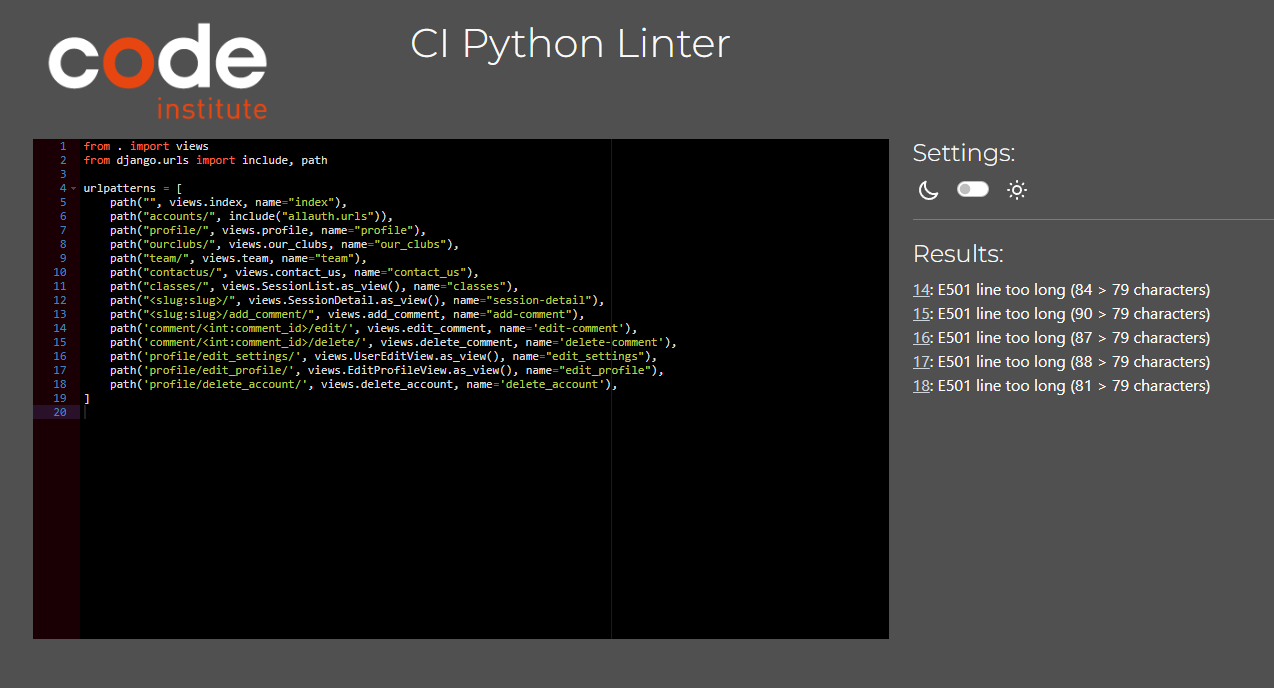 code
institute
CI Python Linter
1 from . import views
2 from django.urls import include, path
3
4 urlpatterns = [
5     path("", views.index, name="index"),
6     path("accounts/", include("allauth.urls")),
7     path("profile/", views.profile, name="profile"),
8     path("ourclubs/", views.our_clubs, name="our_clubs"),
9     path("team/", views.team, name="team"),
10     path("contactus/", views.contact_us, name="contact_us"),
11     path("classes/", views.SessionList.as_view(), name="classes"),
12     path("<slug:slug>/", views.SessionDetail.as_view(), name="session-detail"),
13     path("<slug:slug>/add_comment/", views.add_comment, name="add-comment"),
14     path('comment/<int:comment_id>/edit/', views.edit_comment, name='edit-comment'),
15     path('comment/<int:comment_id>/delete/', views.delete_comment, name='delete-comment'),
16     path('profile/edit_settings/', views.UserEditView.as_view(), name="edit_settings"),
17     path('profile/edit_profile/', views.EditProfileView.as_view(), name="edit_profile"),
18     path('profile/delete_account/', views.delete_account, name='delete_account'),
19 ]
20
Settings:
Results:
14: E501 line too long (84 > 79 characters)
15: E501 line too long (90 > 79 characters)
16: E501 line too long (87 > 79 characters)
17: E501 line too long (88 > 79 characters)
18: E501 line too long (81 > 79 characters)